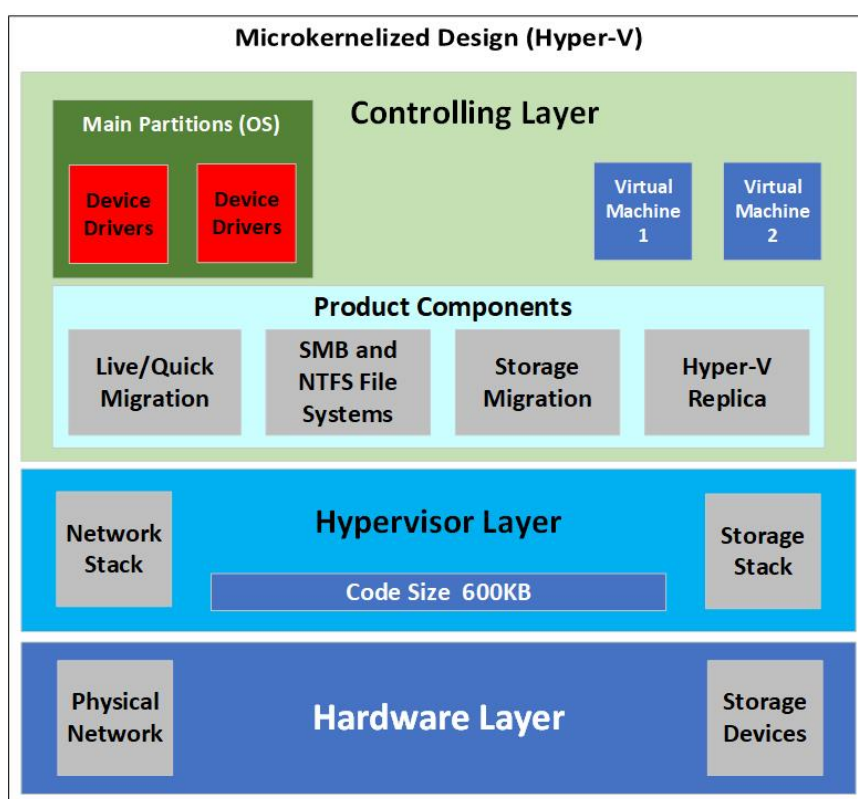 Microkernelized Design (Hyper-V)
Controlling Layer
Main Partitions (OS)
Device
Drivers
Device
Drivers
Virtual
Machine
1
Virtual
Machine
2
Product Components
Live/Quick
Migration
SMB and
NTFS File
Systems
Storage
Migration
Hyper-V
Replica
Hypervisor Layer
Network
Stack
Storage
Stack
Code Size 600KB
Physical
Network
Hardware Layer
Storage
Devices